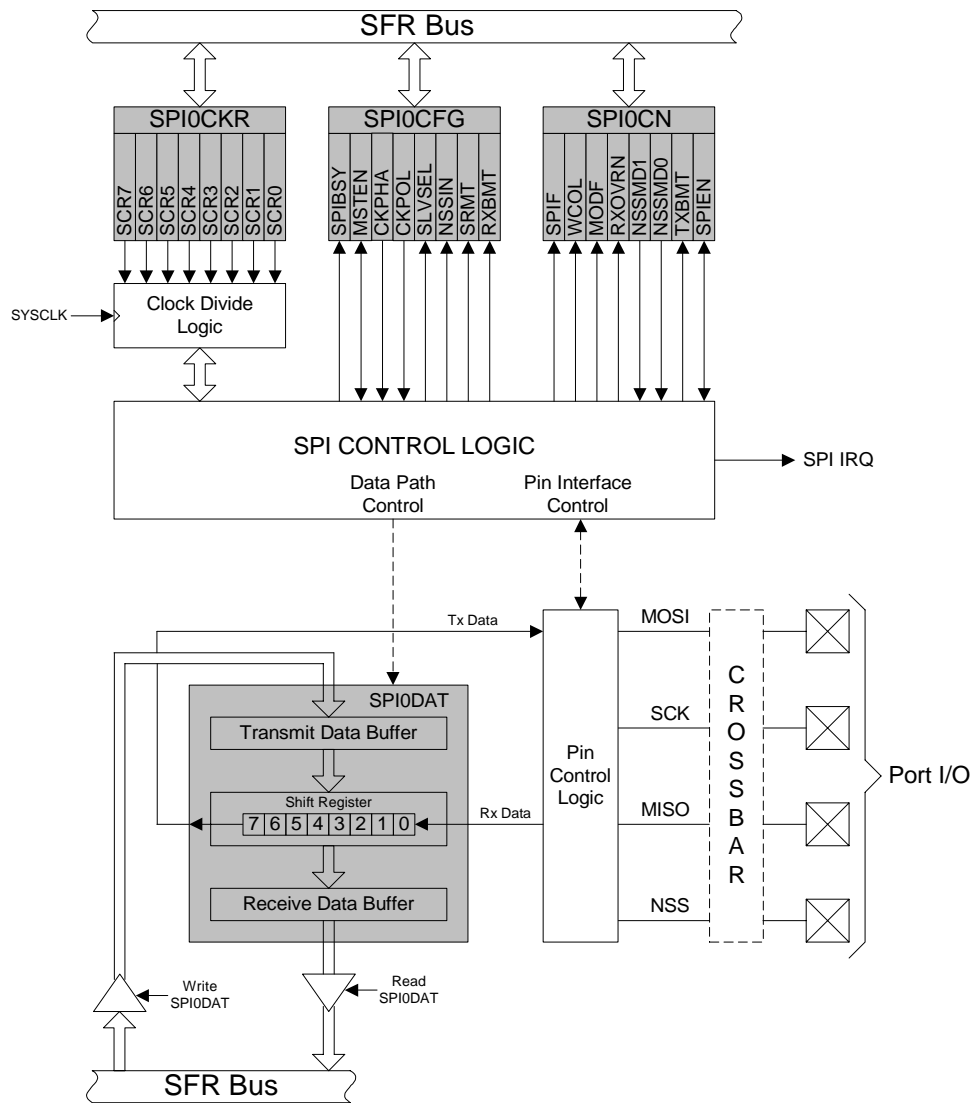 SFR Bus
SPI0CKR
SCR7
SCR6
SCR5
SCR4
SCR3
SCR2
SCR1
SCR0
SPI0CFG
SPIBSY
MSTEN
CKPHA
CKPOL
SLVSEL
NSSIN
SRMT
RXBMT
SPI0CN
SPIF
WCOL
MODF
RXOVRN
NSSMD1
NSSMD0
TXBMT
SPIEN
SYSCLK
Clock Divide
Logic
SPI CONTROL LOGIC
Data Path
Control
Pin Interface
Control
SPI IRQ
Tx Data
SPI0DAT
Transmit Data Buffer
Shift Register
7 6 5 4 3 2 1 0
Rx Data
Receive Data Buffer
Pin
Control
Logic
MOSI
SCK
MISO
NSS
CROSSBAR
Port I/O
Write
SPI0DAT
Read
SPI0DAT
SFR Bus